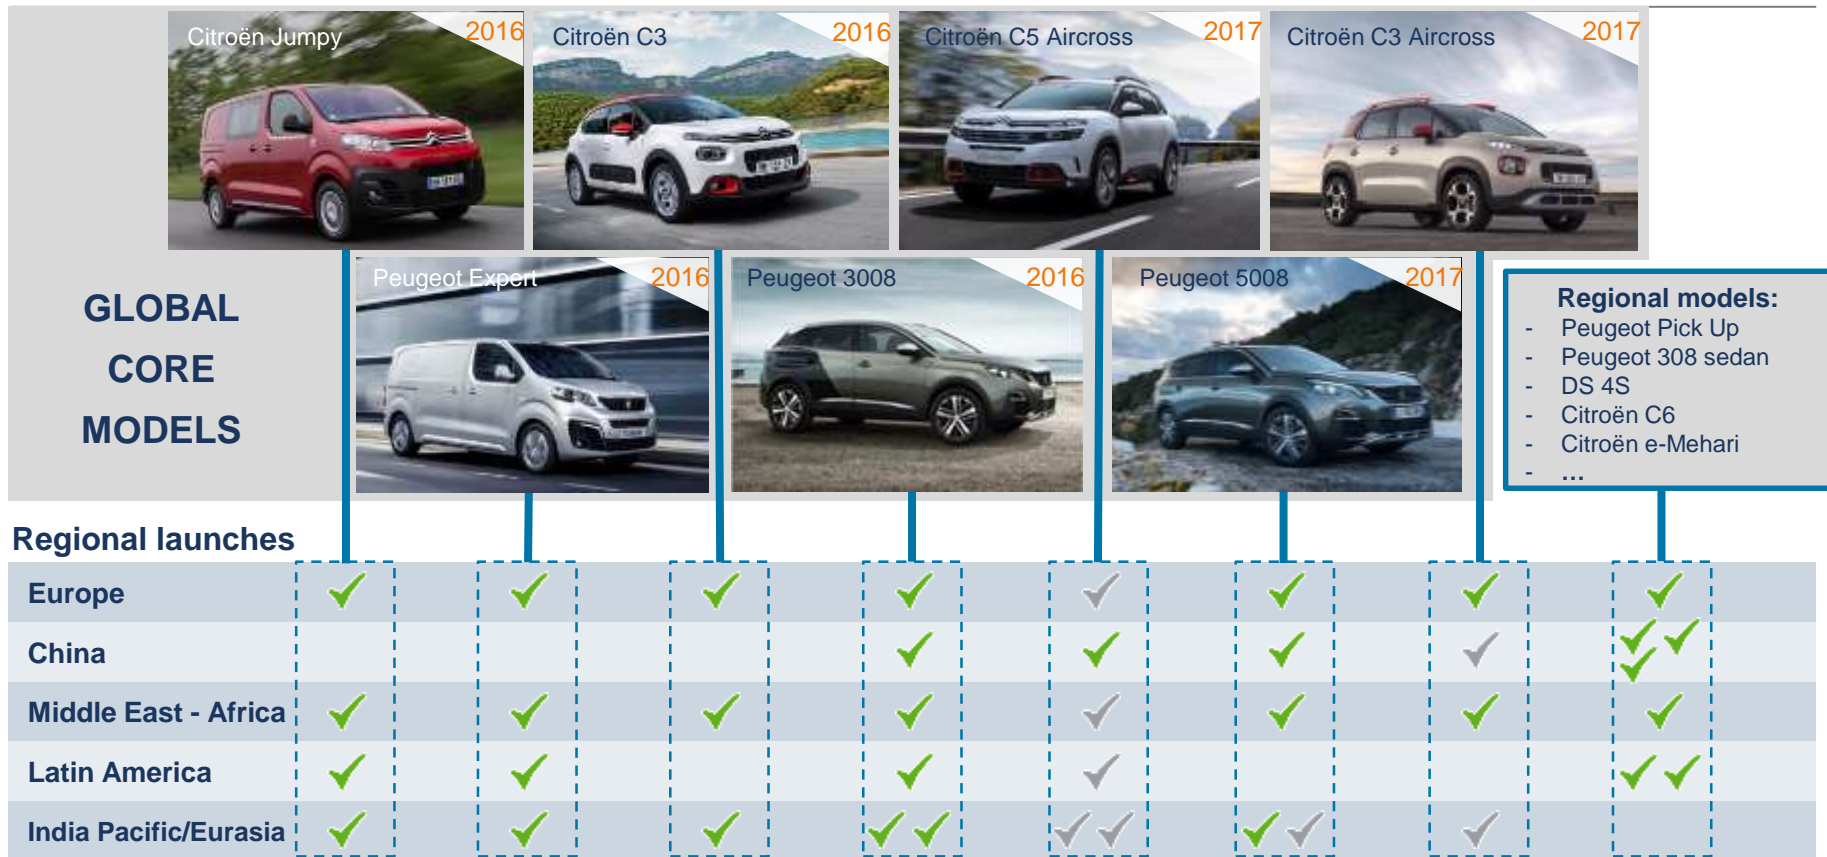 Citroën Jumpy 2016
Citroën C3 2016
Citroën C5 Aircross 2017
Citroën C3 Aircross 2017
Peugeot Expert 2016
Peugeot 3008 2016
Peugeot 5008 2017
GLOBAL
CORE
MODELS
Regional models:
- Peugeot Pick Up
- Peugeot 308 sedan
- DS 4S
- Citroën C6
- Citroën e-Mehari
- ...
Regional launches
Europe
China
Middle East - Africa
Latin America
India Pacific/Eurasia